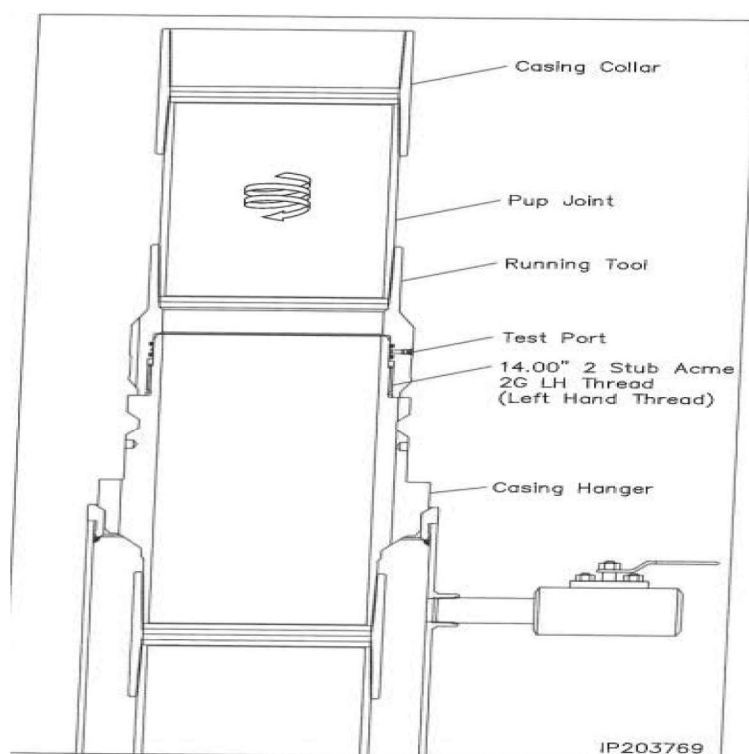 Casing Collar
Pup Joint
Running Tool
Test Port
14.00" 2 Stub Acme
2G LH Thread
(Left Hand Thread)
Casing Hanger
IP203769